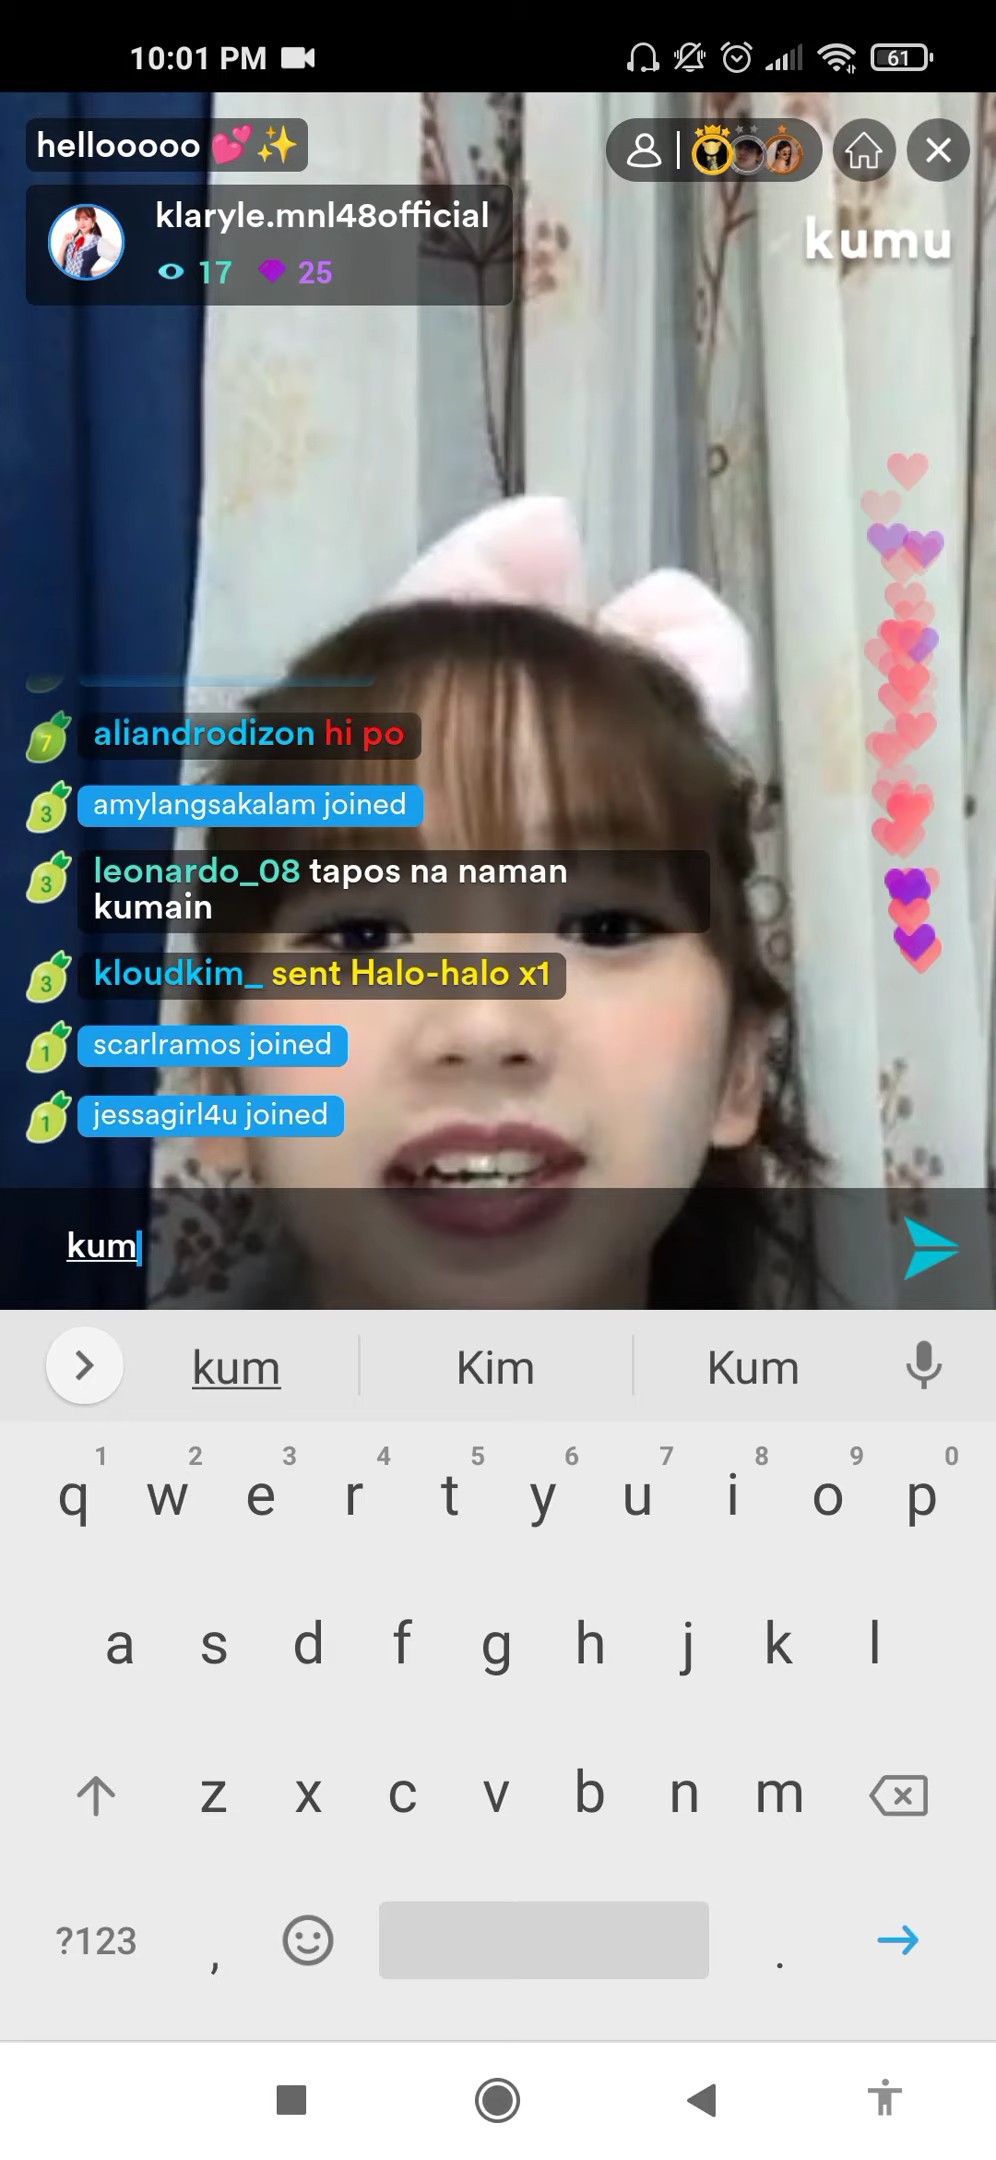 10:01 PM
61
hellooooo 💕✨
klaryle.mnl48official
17 25
kumu
7 aliandrodizon hi po
3 amylangsakalam joined
3 leonardo_08 tapos na naman
kumain
3 kloudkim_ sent Halo-halo x1
1 scarlramos joined
1 jessagirl4u joined
kum
kum Kim Kum
1 2 3 4 5 6 7 8 9 0
q w e r t y u i o p
a s d f g h j k l
z x c v b n m
?123 , .